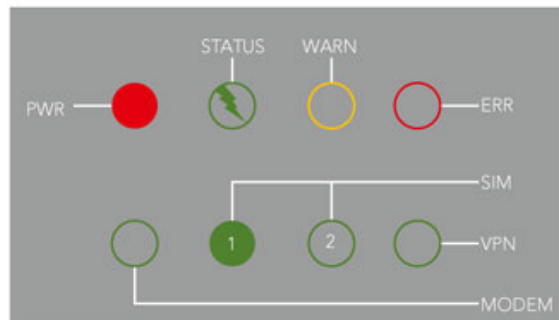 STATUS WARN
PWR ERR
SIM
1 2
VPN
MODEM